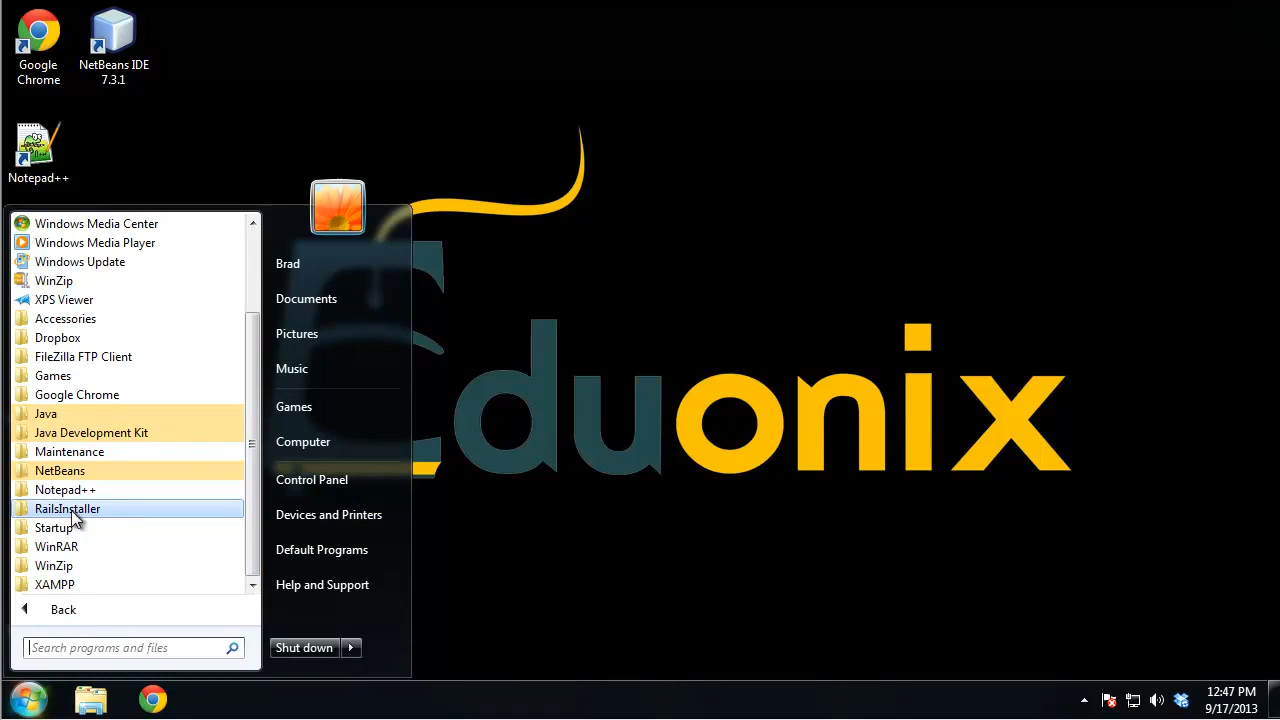 Google
Chrome
NetBeans IDE
7.3.1
Notepad++
Windows Media Center
Windows Media Player
Windows Update
WinZip
XPS Viewer
Accessories
Dropbox
FileZilla FTP Client
Games
Google Chrome
Java
Java Development Kit
Maintenance
NetBeans
Notepad++
RailsInstaller
Startup
WinRAR
WinZip
XAMPP
Back
Search programs and files
Brad
Documents
Pictures
Music
Games
Computer
Control Panel
Devices and Printers
Default Programs
Help and Support
Shut down
Eduonix
12:47 PM
9/17/2013